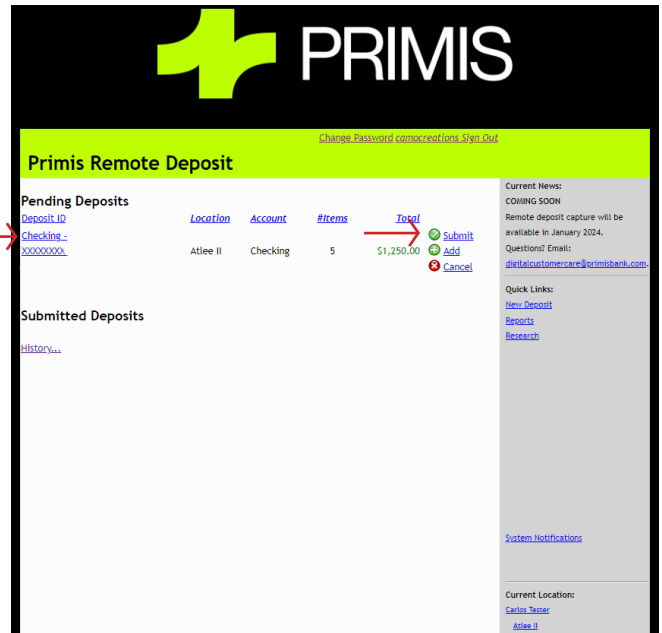 PRIMIS
Change Password camocreations Sign Out
Primis Remote Deposit
Pending Deposits
Deposit ID Location Account #Items Total
Checking -
XXXXXXXX Atlee II Checking 5 $1,250.00
Submit
Add
Cancel
Submitted Deposits
History...
Current News:
COMING SOON
Remote deposit capture will be
available in January 2024.
Questions? Email:
digitalcustomercare@primisbank.com.
Quick Links:
New Deposit
Reports
Research
System Notifications
Current Location:
Carlos Tester
Atlee II